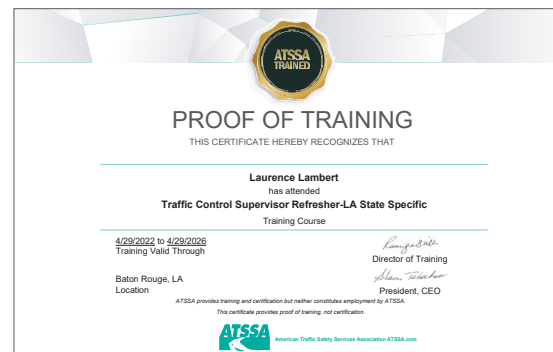 ATSSA
TRAINED
PROOF OF TRAINING
THIS CERTIFICATE HEREBY RECOGNIZES THAT
Laurence Lambert
has attended
Traffic Control Supervisor Refresher-LA State Specific
Training Course
4/29/2022 to 4/29/2026
Training Valid Through
Director of Training
Baton Rouge, LA
Location
President, CEO
ATSSA provides training and certification but neither constitutes employment by ATSSA.
This certificate provides proof of training, not certification.
ATSSA
American Traffic Safety Services Association ATSSA.com